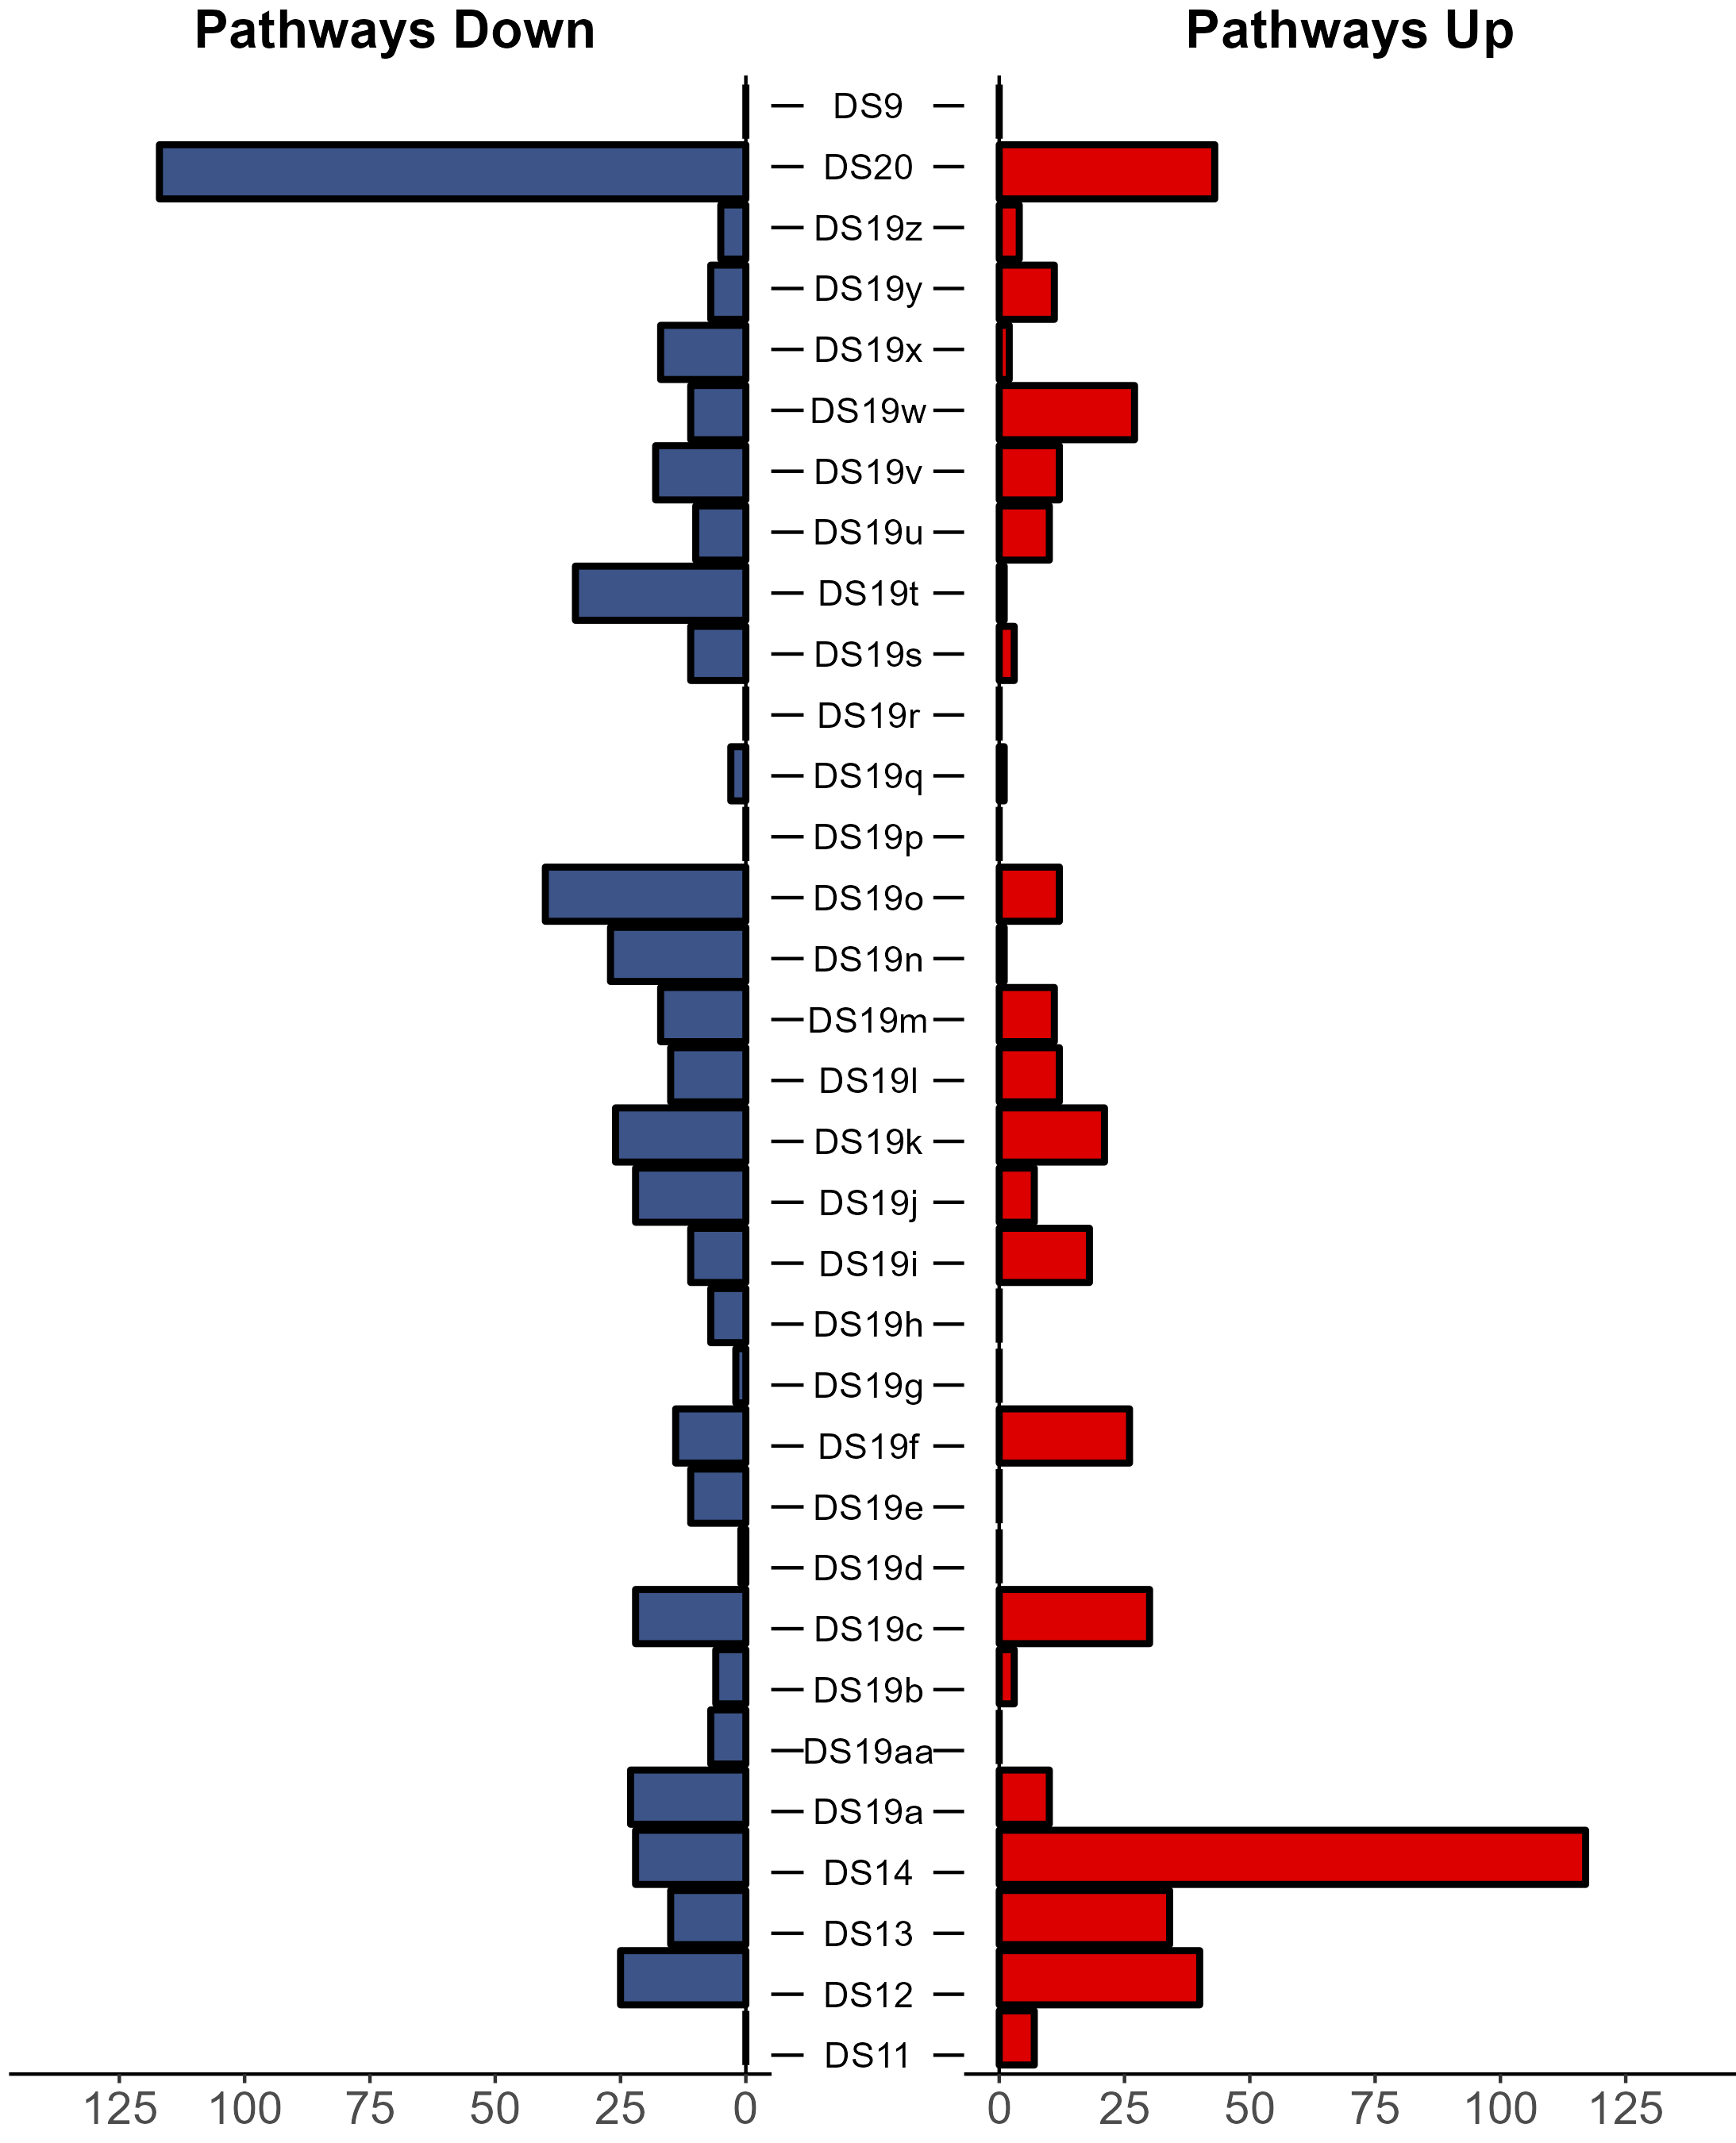 Pathways Down Pathways Up
DS9
DS20
DS19z
DS19y
DS19x
DS19w
DS19v
DS19u
DS19t
DS19s
DS19r
DS19q
DS19p
DS19o
DS19n
DS19m
DS19l
DS19k
DS19j
DS19i
DS19h
DS19g
DS19f
DS19e
DS19d
DS19c
DS19b
DS19aa
DS19a
DS14
DS13
DS12
DS11
125 100 75 50 25 0 0 25 50 75 100 125